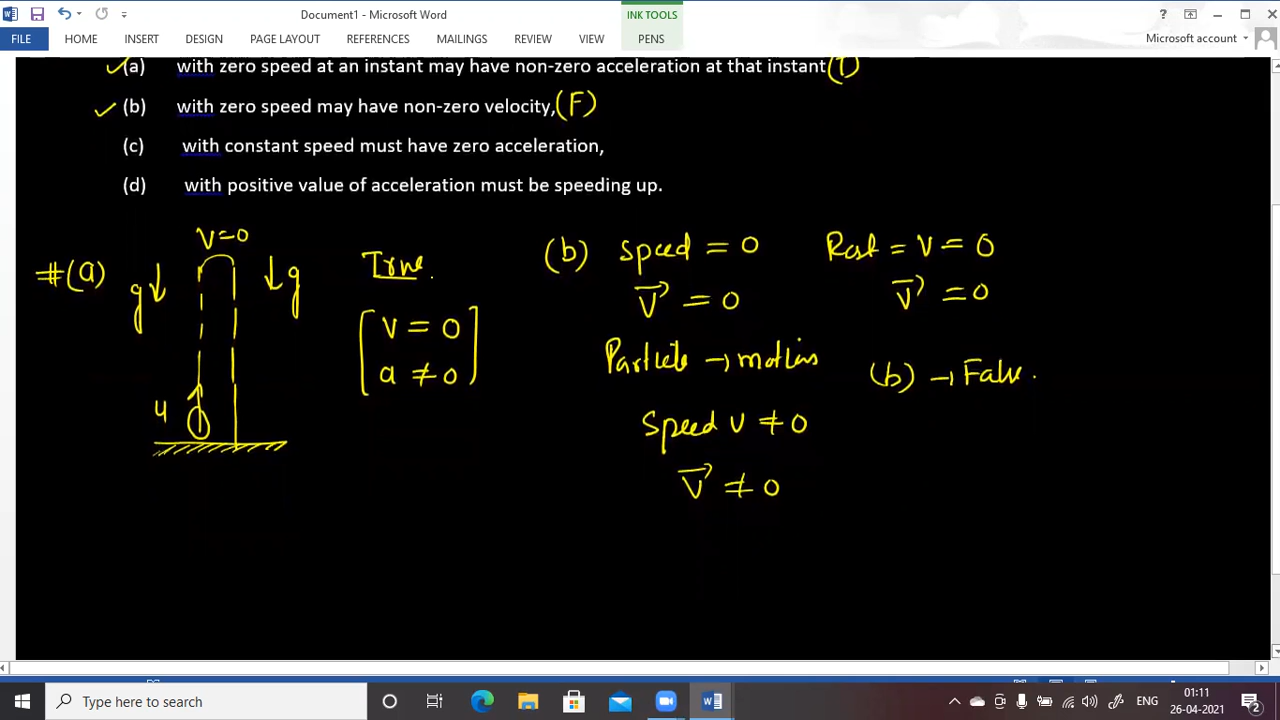 Document1 - Microsoft Word
INK TOOLS
?
FILE HOME INSERT DESIGN PAGE LAYOUT REFERENCES MAILINGS REVIEW VIEW PENS Microsoft account
(a) with zero speed at an instant may have non-zero acceleration at that instant (T)
(b) with zero speed may have non-zero velocity, (F)
(c) with constant speed must have zero acceleration,
(d) with positive value of acceleration must be speeding up.
V=0
#(a)
g↓
↓g
u
True.
v = 0
a ≠ 0
(b) Speed = 0
V⃗ = 0
Particle → motion
Speed v ≠ 0
V⃗ ≠ 0
Rest = v = 0
V⃗ = 0
(b) → False.
Type here to search
ENG
01:11
26-04-2021
2